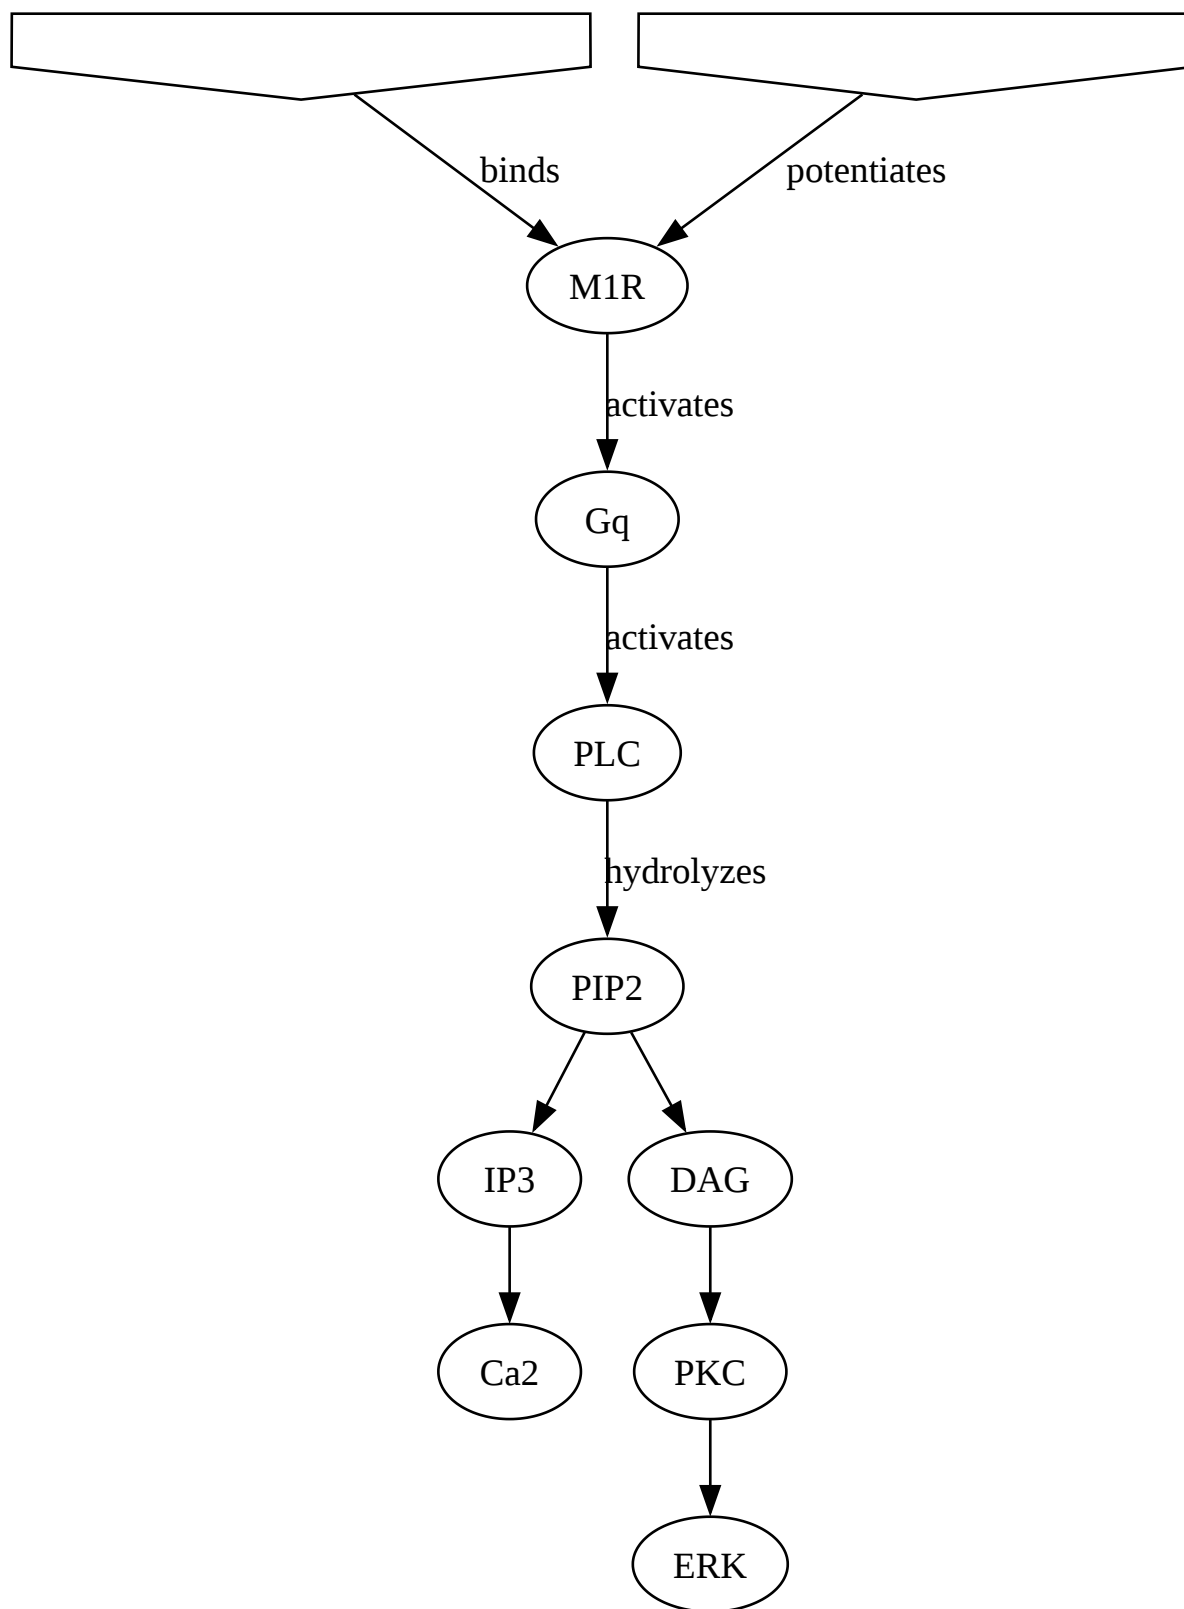 binds
potentiates
M1R
activates
Gq
activates
PLC
hydrolyzes
PIP2
IP3
DAG
Ca2
PKC
ERK